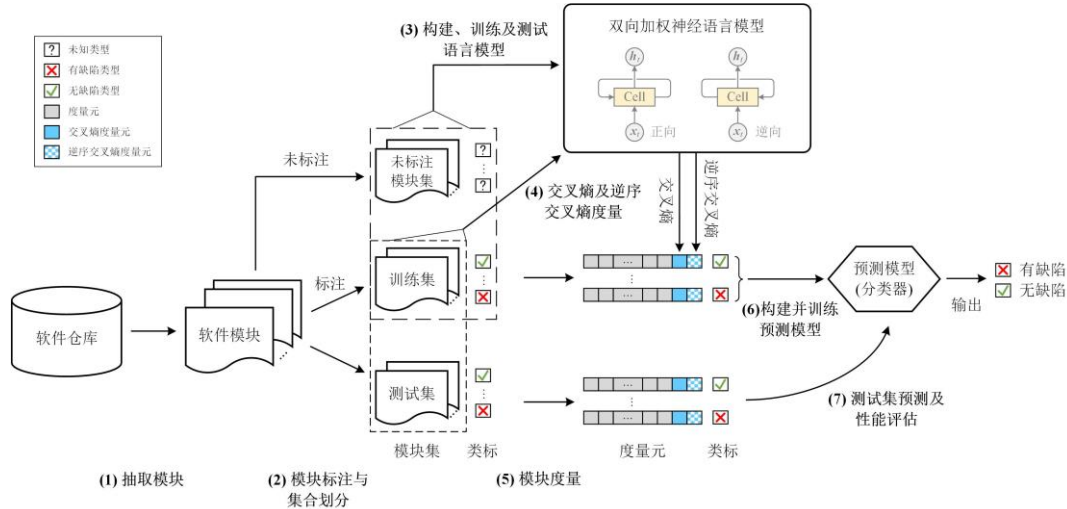 未知类型
有缺陷类型
无缺陷类型
度量元
交叉熵度量元
逆序交叉熵度量元
(3) 构建、训练及测试
语言模型
双向加权神经语言模型
h_t
h_t
Cell
Cell
x_t 正向
x_t 逆向
未标注
未标注
模块集
?
⋮
?
(4) 交叉熵及逆序
交叉熵度量
交叉熵
逆序交叉熵
软件仓库
软件模块
标注
训练集
...
⋮
...
(6)构建并训练
预测模型
预测模型
(分类器)
输出
有缺陷
无缺陷
测试集
...
⋮
...
(7) 测试集预测及
性能评估
模块集
类标
度量元
类标
(1) 抽取模块
(2) 模块标注与
集合划分
(5) 模块度量